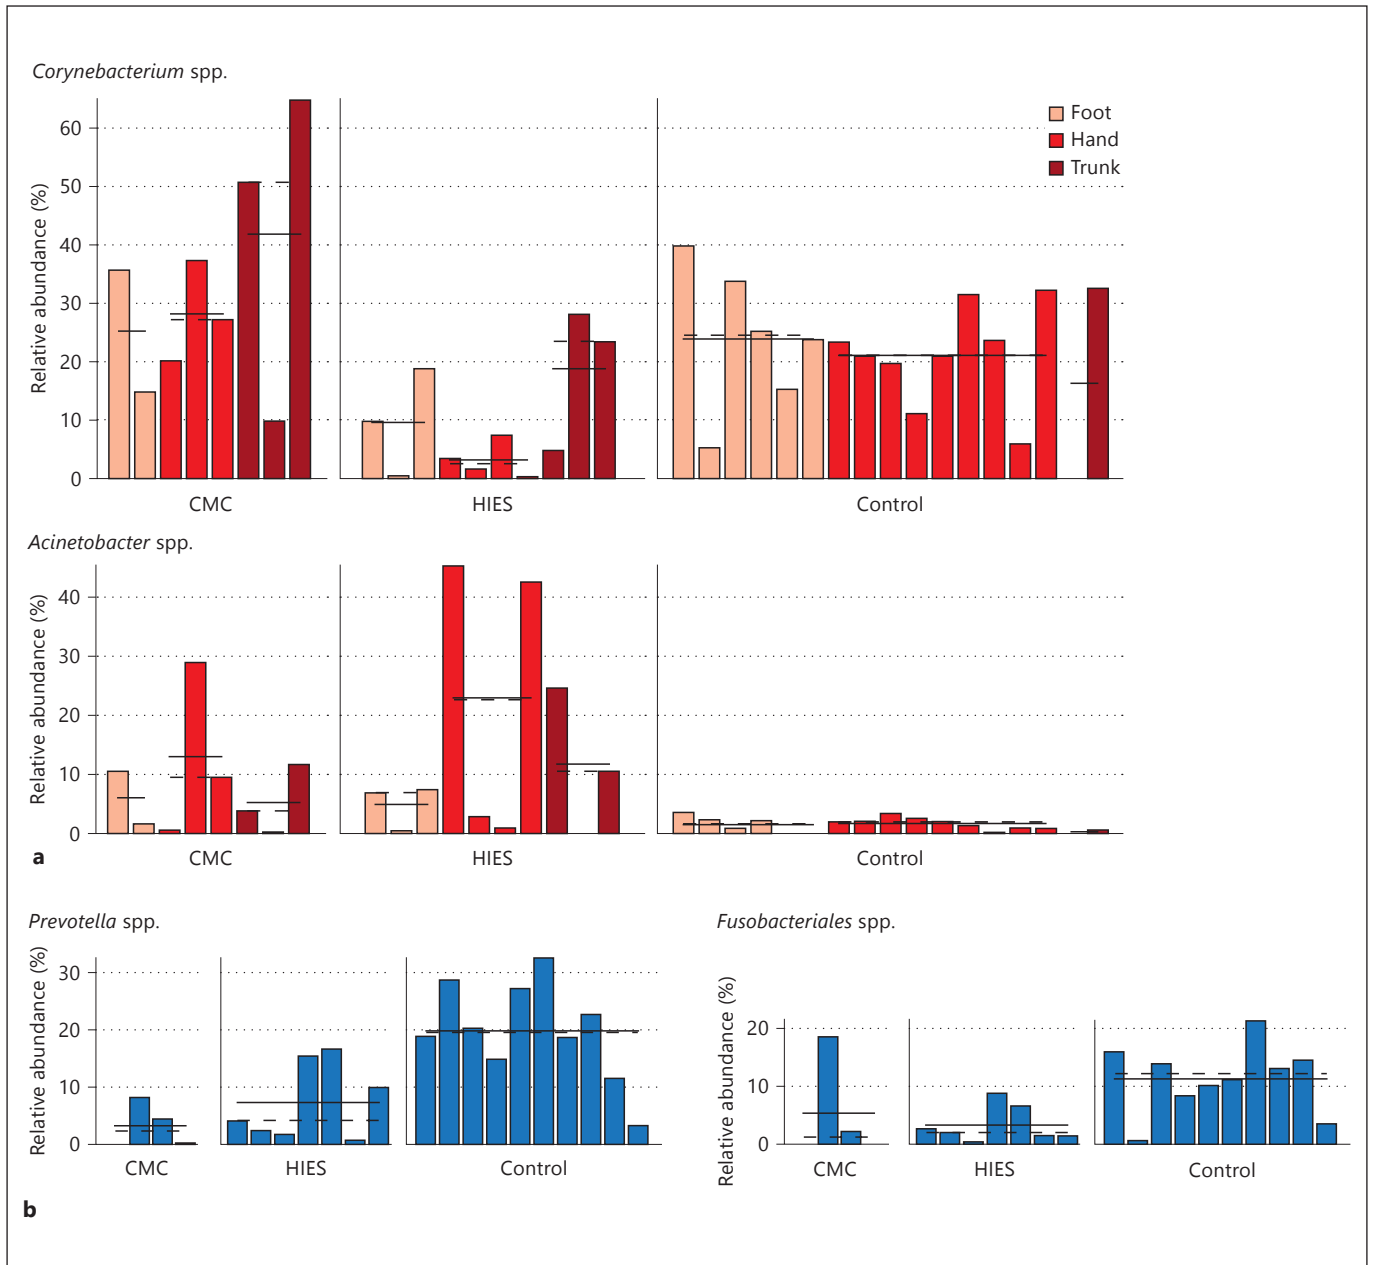 Corynebacterium spp.
Relative abundance (%)
60
50
40
30
20
10
0
Foot
Hand
Trunk
CMC
HIES
Control
Acinetobacter spp.
Relative abundance (%)
40
30
20
10
0
a
CMC
HIES
Control
Prevotella spp.
Relative abundance (%)
30
20
10
0
CMC
HIES
Control
Fusobacteriales spp.
Relative abundance (%)
20
10
0
CMC
HIES
Control
b